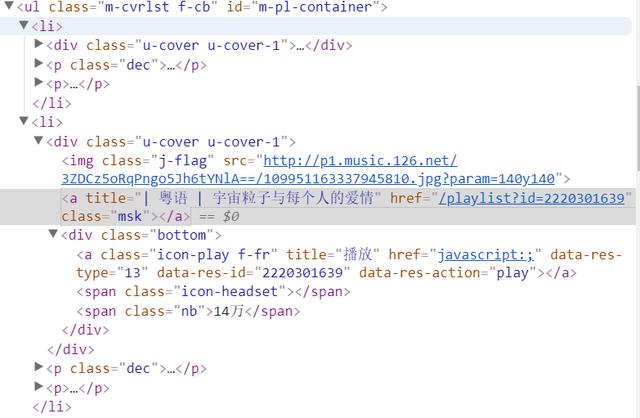 ▼<ul class="m-cvrlst f-cb" id="m-pl-container">
▼<li>
▶<div class="u-cover u-cover-1">…</div>
▶<p class="dec">…</p>
▶<p>…</p>
</li>
▼<li>
▼<div class="u-cover u-cover-1">
<img class="j-flag" src="http://p1.music.126.net/
3ZDCz5oRqPngo5Jh6tYNlA==/109951163337945810.jpg?param=140y140">
<a title="| 粤语 | 宇宙粒子与每个人的爱情" href="/playlist?id=2220301639"
class="msk"></a> == $0
▼<div class="bottom">
<a class="icon-play f-fr" title="播放" href="javascript:;" data-res-
type="13" data-res-id="2220301639" data-res-action="play"></a>
<span class="icon-headset"></span>
<span class="nb">14万</span>
</div>
</div>
▶<p class="dec">…</p>
▶<p>…</p>
</li>